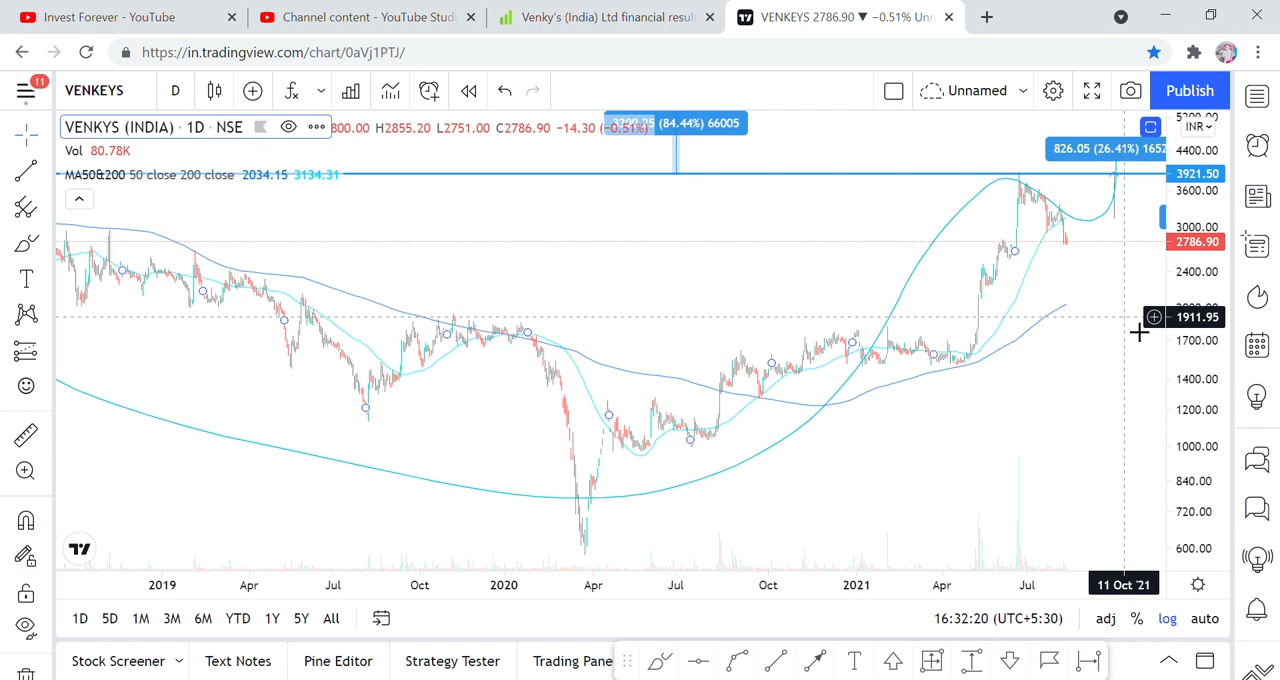 Invest Forever - YouTube
Channel content - YouTube Studi
Venky's (India) Ltd financial result
VENKEYS 2786.90 ▼ −0.51% Unn
https://in.tradingview.com/chart/0aVj1PTJ/
11
VENKEYS
D
Unnamed
Publish
VENKYS (INDIA) · 1D · NSE
800.00 H2855.20 L2751.00 C2786.90 −14.30 (−0.51%)
(84.44%) 66005
INR
Vol 80.78K
826.05 (26.41%) 1652
4400.00
MA50&200 50 close 200 close 2034.15 3134.31
3921.50
3600.00
3000.00
2786.90
2400.00
1911.95
1700.00
1400.00
1200.00
1000.00
840.00
720.00
600.00
2019 Apr Jul Oct 2020 Apr Jul Oct 2021 Apr Jul 11 Oct '21
1D 5D 1M 3M 6M YTD 1Y 5Y All
16:32:20 (UTC+5:30) adj % log auto
Stock Screener Text Notes Pine Editor Strategy Tester Trading Pane